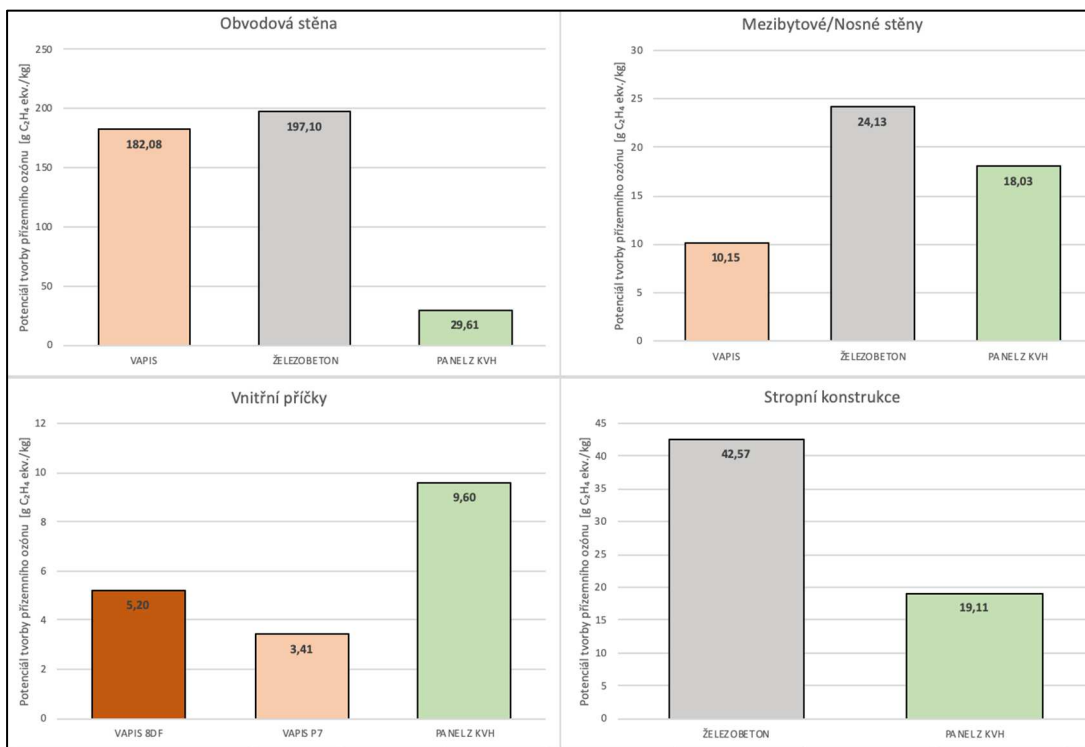 Obvodová stěna
Potenciál tvorby přízemního ozónu [g C₂H₄ ekv./kg]
250
200
150
100
50
0
182,08
197,10
29,61
VAPIS
ŽELEZOBETON
PANEL Z KVH
Mezibytové/Nosné stěny
Potenciál tvorby přízemního ozónu [g C₂H₄ ekv./kg]
30
25
20
15
10
5
0
10,15
24,13
18,03
VAPIS
ŽELEZOBETON
PANEL Z KVH
Vnitřní příčky
Potenciál tvorby přízemního ozónu [g C₂H₄ ekv./kg]
12
10
8
6
4
2
0
5,20
3,41
9,60
VAPIS 8DF
VAPIS P7
PANEL Z KVH
Stropní konstrukce
Potenciál tvorby přízemního ozónu [g C₂H₄ ekv./kg]
45
40
35
30
25
20
15
10
5
0
42,57
19,11
ŽELEZOBETON
PANEL Z KVH